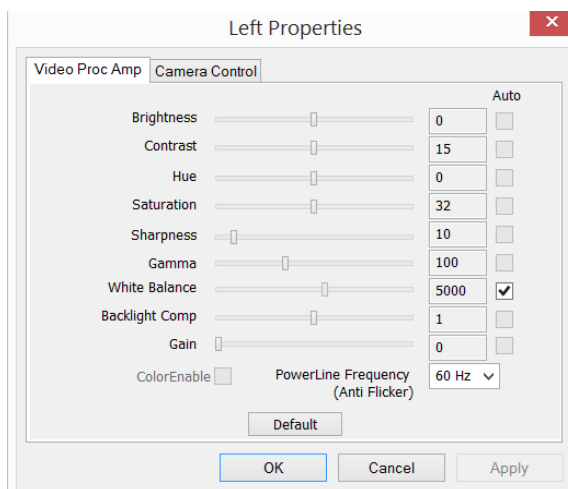 Left Properties
Video Proc Amp Camera Control
Auto
Brightness 0
Contrast 15
Hue 0
Saturation 32
Sharpness 10
Gamma 100
White Balance 5000
Backlight Comp 1
Gain 0
ColorEnable PowerLine Frequency 60 Hz
(Anti Flicker)
Default
OK Cancel Apply